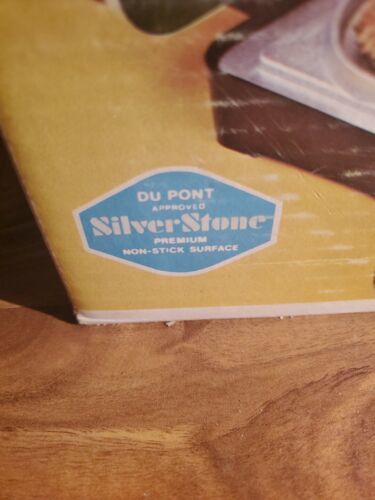 DU PONT
APPROVED
SilverStone
PREMIUM
NON-STICK SURFACE